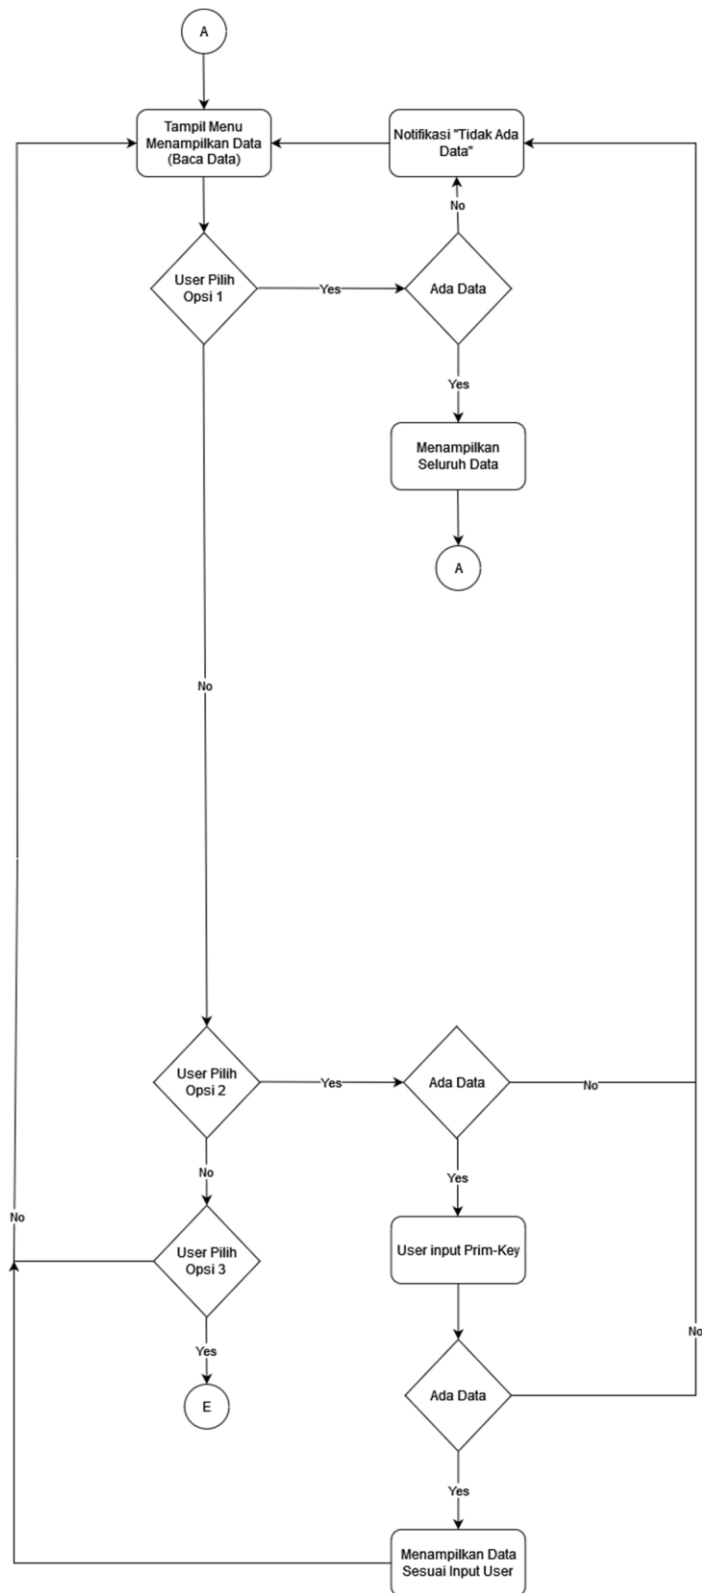 A
Tampil Menu
Menampilkan Data
(Baca Data)
Notifikasi "Tidak Ada
Data"
No
User Pilih
Opsi 1
Yes
Ada Data
Yes
Menampilkan
Seluruh Data
A
No
User Pilih
Opsi 2
Yes
Ada Data
No
No
Yes
No
User Pilih
Opsi 3
User input Prim-Key
No
Yes
Ada Data
E
Yes
Menampilkan Data
Sesuai Input User